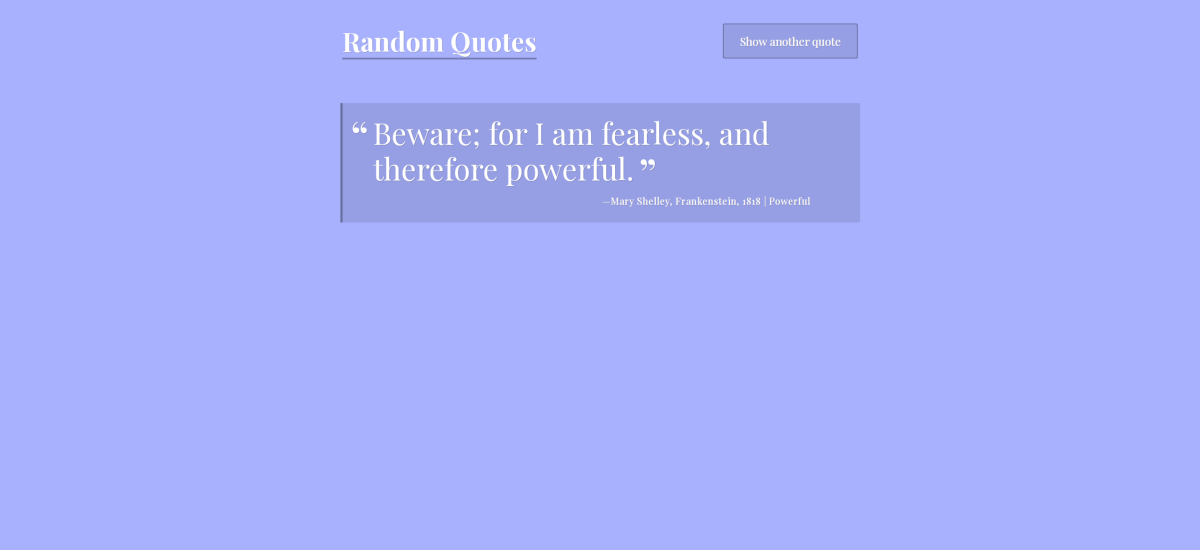 Random Quotes
Show another quote
“ Beware; for I am fearless, and
therefore powerful. ”
—Mary Shelley, Frankenstein, 1818 | Powerful